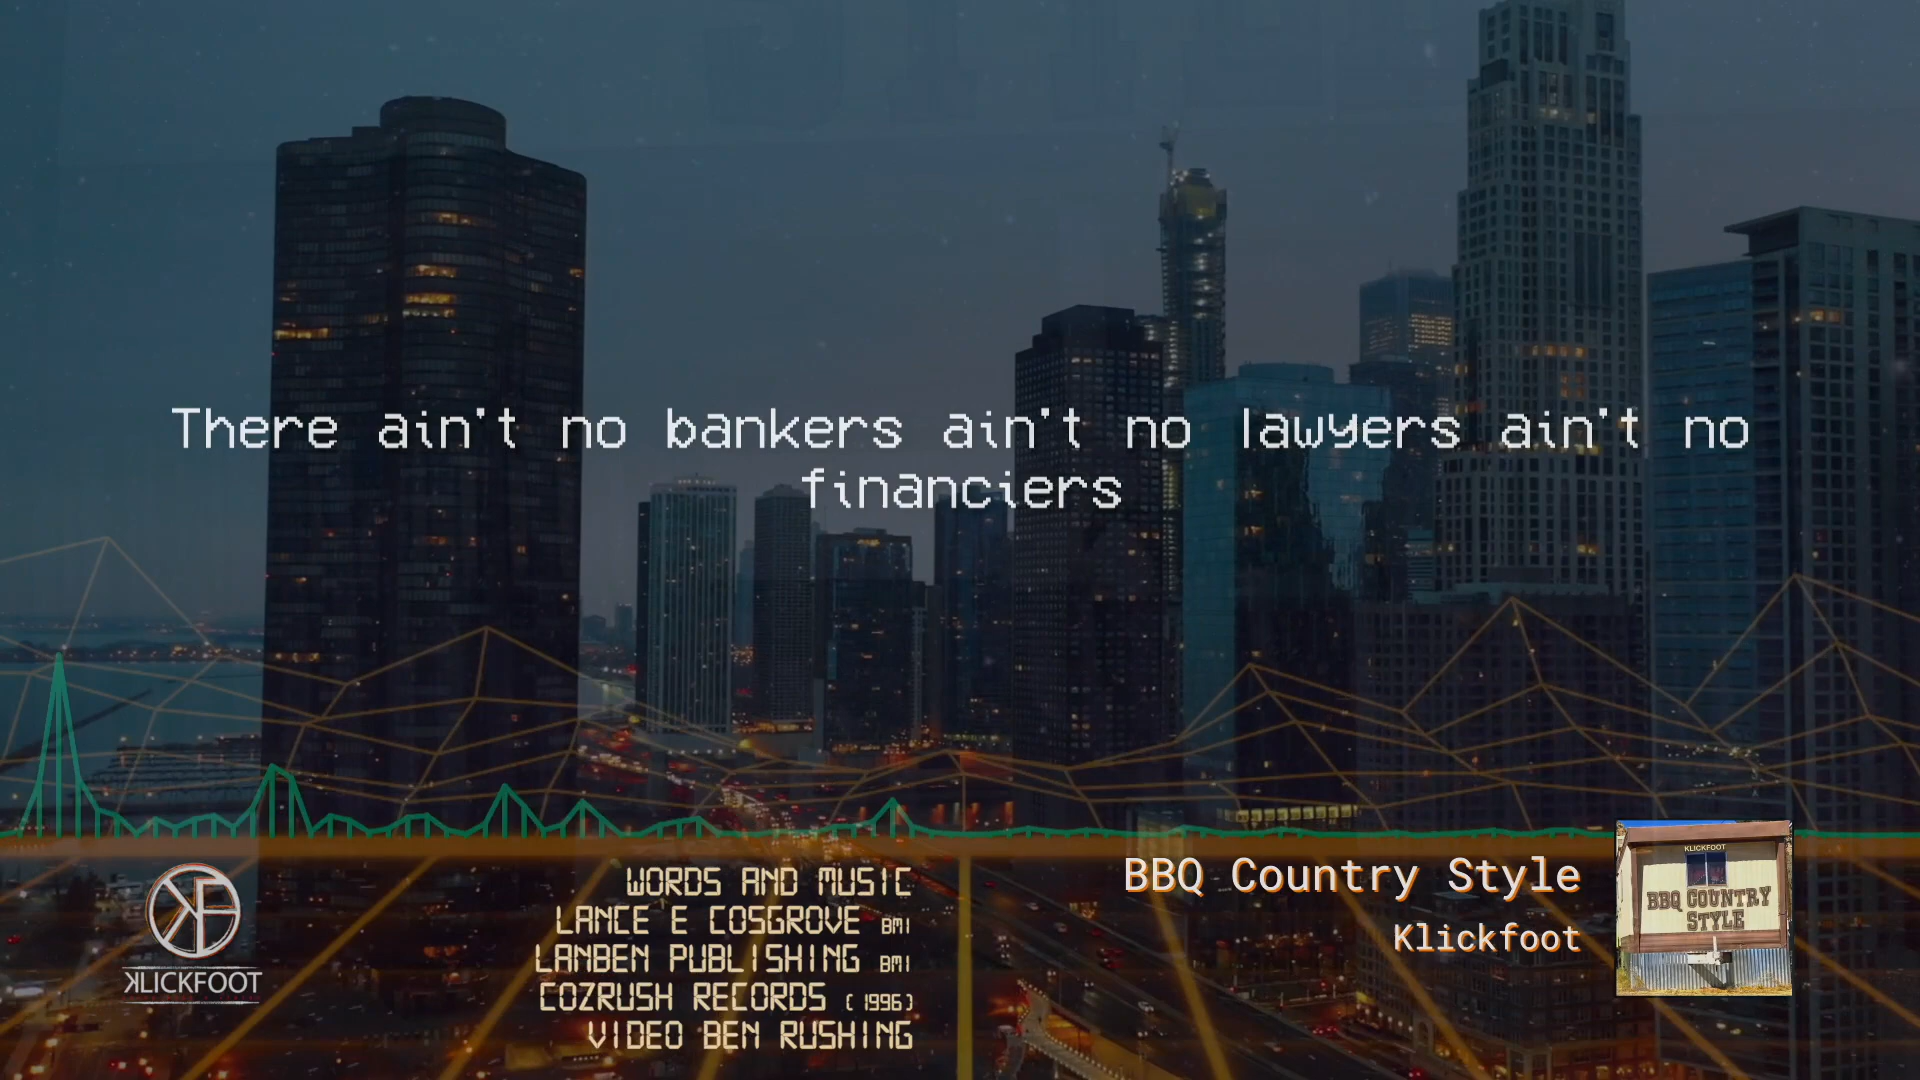 There ain't no bankers ain't no lawyers ain't no
financiers
WORDS AND MUSIC
LANCE E COSGROVE BMI
LANBEN PUBLISHING BMI
COZRUSH RECORDS (1996)
VIDEO BEN RUSHING
BBQ Country Style
Klickfoot
KLICKFOOT
KLICKFOOT
BBQ COUNTRY
STYLE